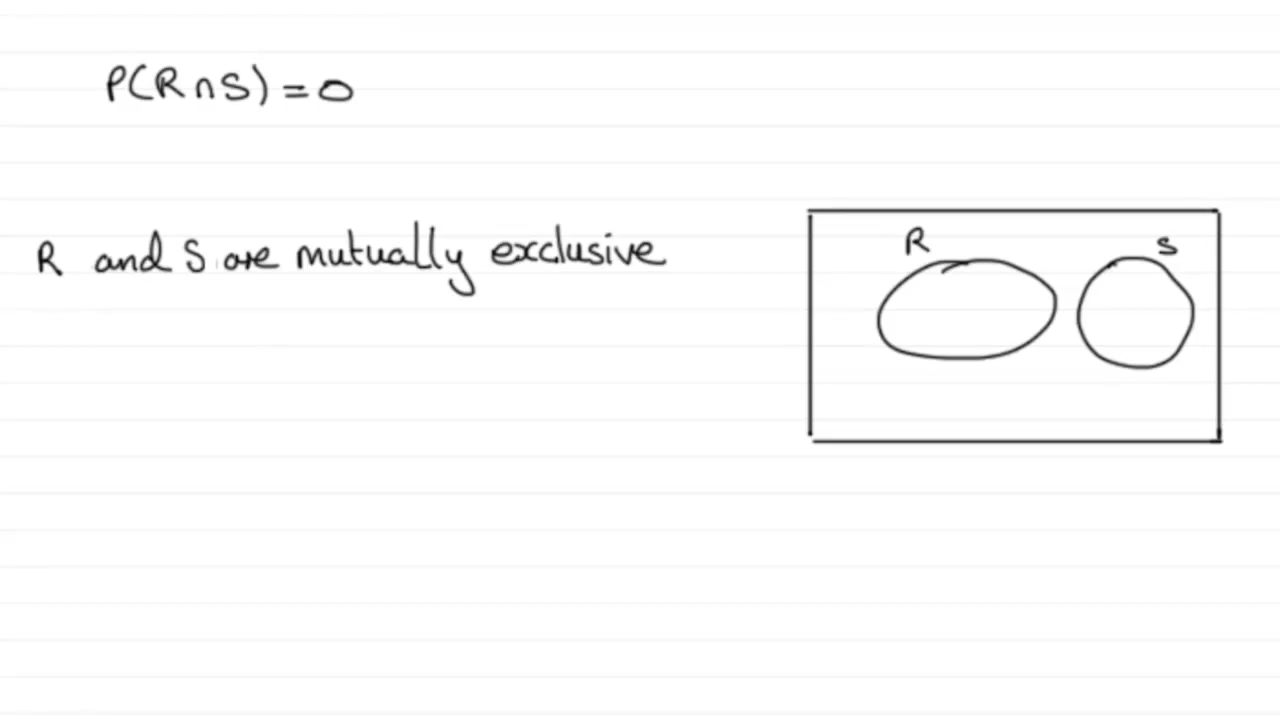 P(R∩S) = 0
R and S are mutually exclusive
R
S